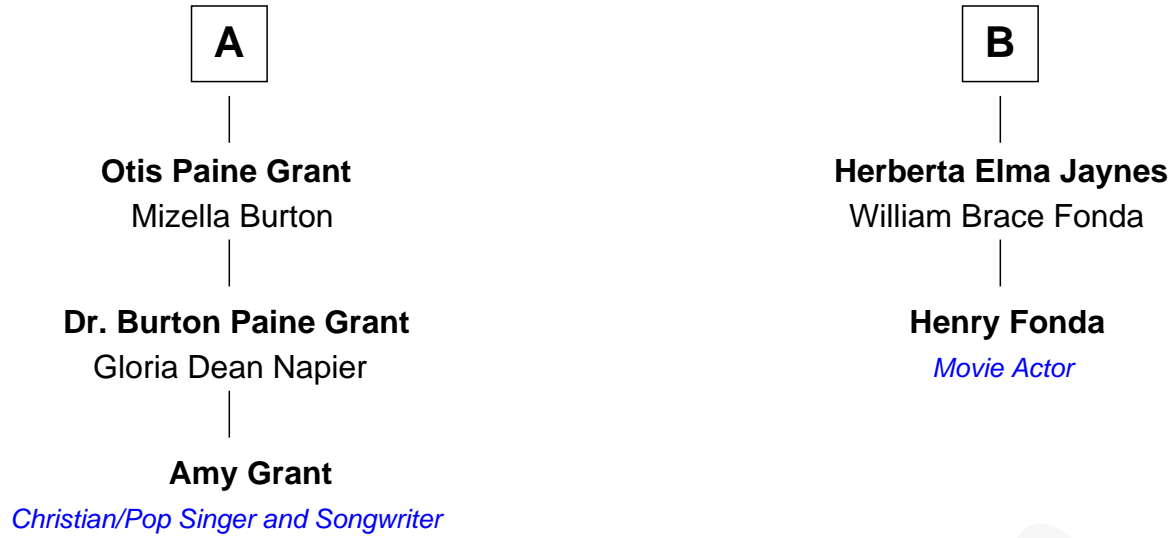 A
Otis Paine Grant
Mizella Burton
Dr. Burton Paine Grant
Gloria Dean Napier
Amy Grant
Christian/Pop Singer and Songwriter
B
Herberta Elma Jaynes
William Brace Fonda
Henry Fonda
Movie Actor